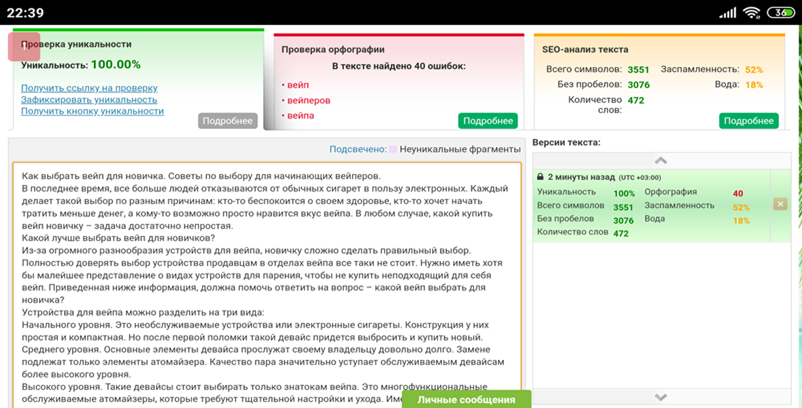 22:39
36
Проверка уникальности
Уникальность: 100.00%
Получить ссылку на проверку
Зафиксировать уникальность
Получить кнопку уникальности
Подробнее
Проверка орфографии
В тексте найдено 40 ошибок:
• вейп
• вейперов
• вейпа
Подробнее
SEO-анализ текста
Всего символов: 3551 Заспамленность: 52%
Без пробелов: 3076 Вода: 18%
Количество слов: 472
Подробнее
Подсвечено: Неуникальные фрагменты
Как выбрать вейп для новичка. Советы по выбору для начинающих вейперов.
В последнее время, все больше людей отказываются от обычных сигарет в пользу электронных. Каждый
делает такой выбор по разным причинам: кто-то беспокоится о своем здоровье, кто-то хочет начать
тратить меньше денег, а кому-то возможно просто нравится вкус вейпа. В любом случае, какой купить
вейп новичку – задача достаточно непростая.
Какой лучше выбрать вейп для новичков?
Из-за огромного разнообразия устройств для вейпа, новичку сложно сделать правильный выбор.
Полностью доверять выбору устройства продавцам в отделах вейпа все таки не стоит. Нужно иметь хотя
бы малейшее представление о видах устройств для парения, чтобы не купить неподходящий для себя
вейп. Приведенная ниже информация, должна помочь ответить на вопрос – какой вейп выбрать для
новичка?
Устройства для вейпа можно разделить на три вида:
Начального уровня. Это необслуживаемые устройства или электронные сигареты. Конструкция у них
простая и компактная. Но после первой поломки такой девайс придется выбросить и купить новый.
Среднего уровня. Основные элементы девайса прослужат своему владельцу довольно долго. Замене
подлежат только элементы атомайзера. Качество пара значительно уступает обслуживаемым девайсам
более высокого уровня.
Высокого уровня. Такие девайсы стоит выбирать только знатокам вейпа. Это многофункциональные
обслуживаемые атомайзеры, которые требуют тщательной настройки и ухода.
Версии текста:
2 минуты назад (UTC +03:00)
Уникальность 100% Орфография 40
Всего символов 3551 Заспамленность 52%
Без пробелов 3076 Вода 18%
Количество слов 472
Личные сообщения